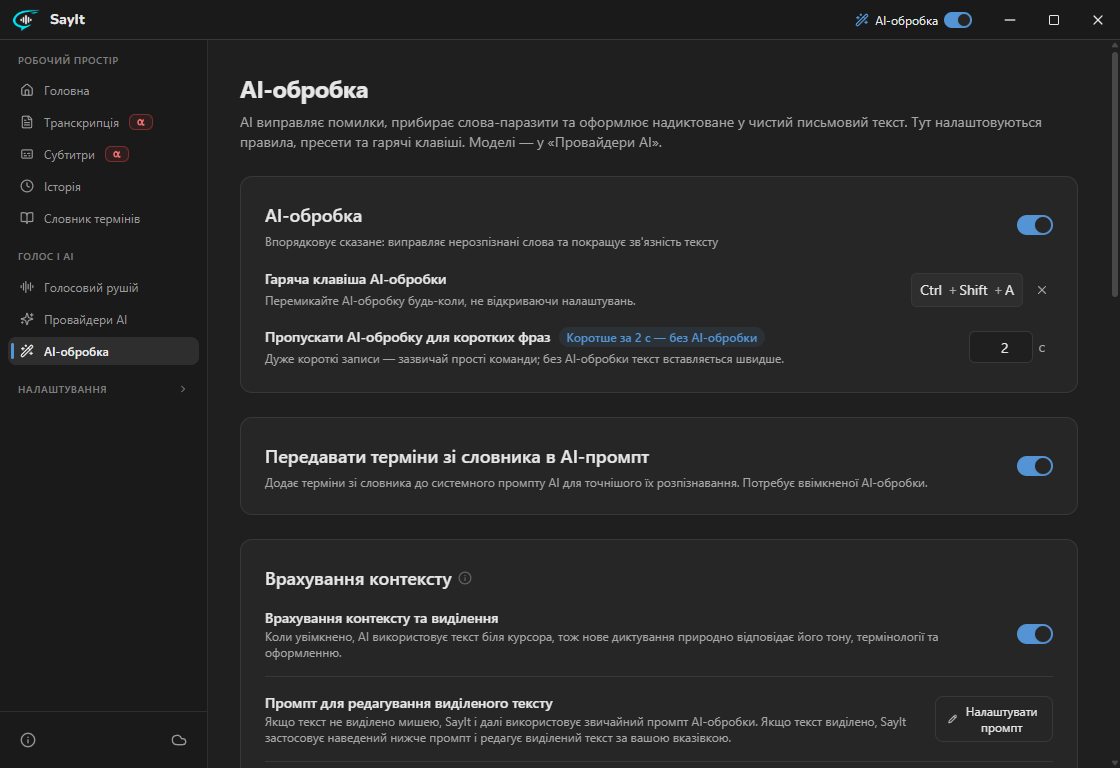 SayIt
AI-обробка
РОБОЧИЙ ПРОСТІР
Головна
Транскрипція α
Субтитри α
Історія
Словник термінів
ГОЛОС І AI
Голосовий рушій
Провайдери AI
AI-обробка
НАЛАШТУВАННЯ
AI-обробка
AI виправляє помилки, прибирає слова-паразити та оформлює надиктоване у чистий письмовий текст. Тут налаштовуються
правила, пресети та гарячі клавіші. Моделі — у «Провайдери AI».
AI-обробка
Впорядковує сказане: виправляє нерозпізнані слова та покращує зв'язність тексту
Гаряча клавіша AI-обробки
Перемикайте AI-обробку будь-коли, не відкриваючи налаштувань.
Ctrl + Shift + A
Пропускати AI-обробку для коротких фраз Коротше за 2 с — без AI-обробки
Дуже короткі записи — зазвичай прості команди; без AI-обробки текст вставляється швидше.
2 с
Передавати терміни зі словника в AI-промпт
Додає терміни зі словника до системного промпту AI для точнішого їх розпізнавання. Потребує ввімкненої AI-обробки.
Врахування контексту
Врахування контексту та виділення
Коли увімкнено, AI використовує текст біля курсора, тож нове диктування природно відповідає його тону, термінології та
оформленню.
Промпт для редагування виділеного тексту
Якщо текст не виділено мишею, SayIt і далі використовує звичайний промпт AI-обробки. Якщо текст виділено, SayIt
застосовує наведений нижче промпт і редагує виділений текст за вашою вказівкою.
Налаштувати
промпт